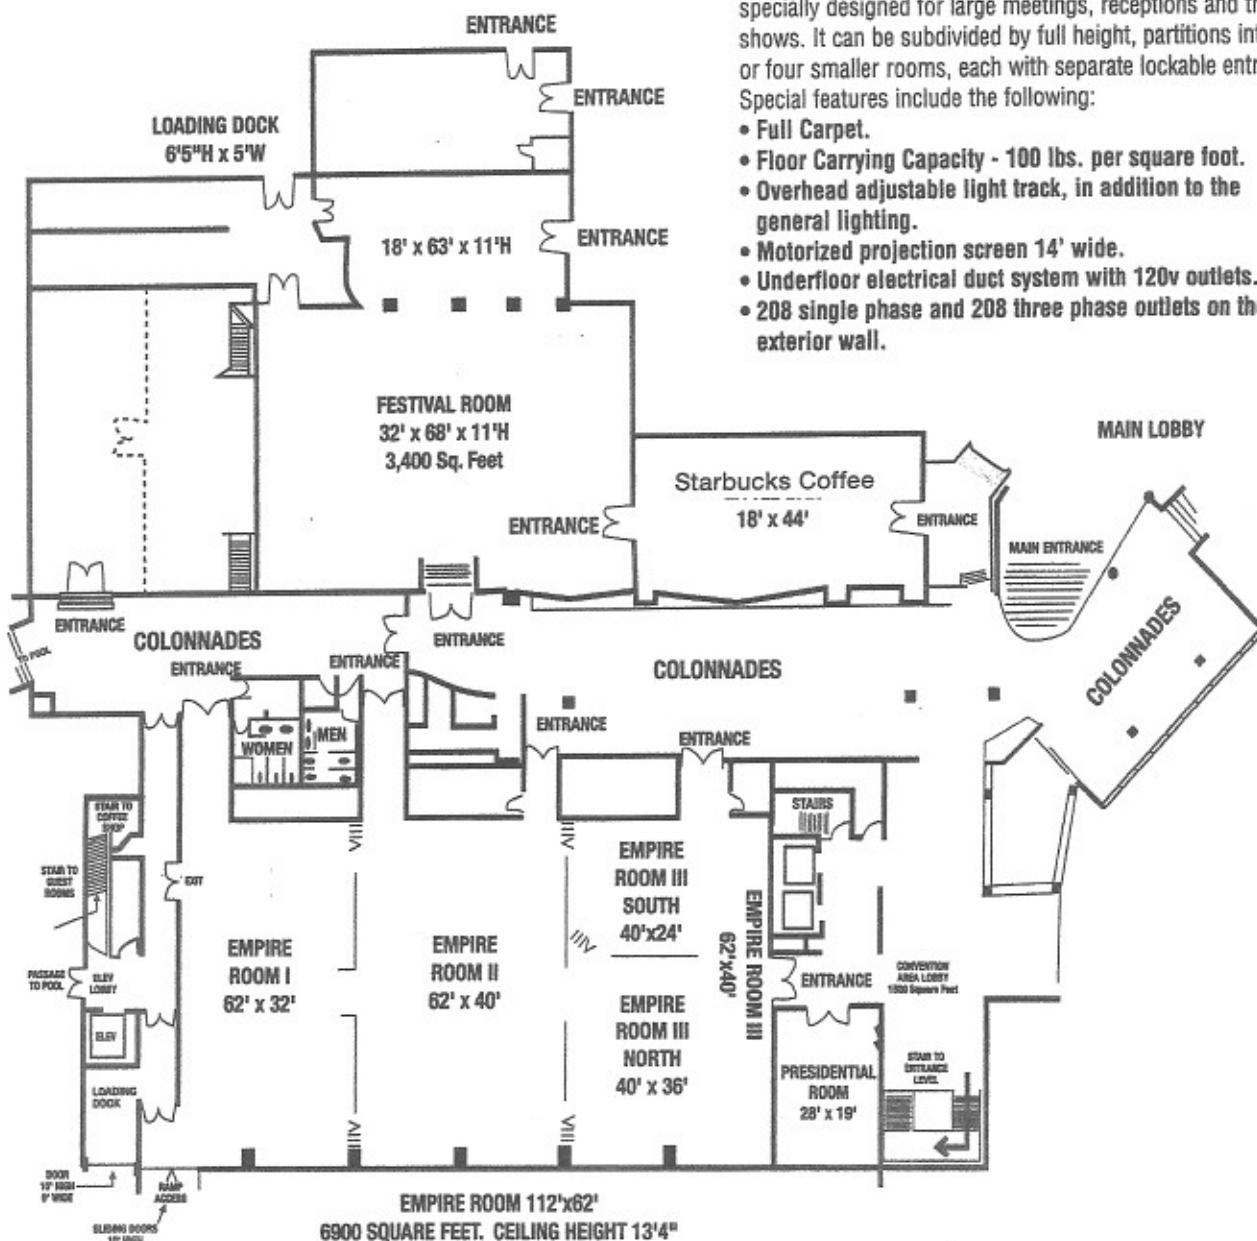 specially designed for large meetings, receptions and
shows. It can be subdivided by full height, partitions
or four smaller rooms, each with separate lockable
Special features include the following:
• Full Carpet.
• Floor Carrying Capacity - 100 lbs. per square foot.
• Overhead adjustable light track, in addition to the
general lighting.
• Motorized projection screen 14' wide.
• Underfloor electrical duct system with 120v outlets.
• 208 single phase and 208 three phase outlets on
exterior wall.
ENTRANCE
ENTRANCE
LOADING DOCK
6'5"H x 5'W
ENTRANCE
18' x 63' x 11'H
FESTIVAL ROOM
32' x 68' x 11'H
3,400 Sq. Feet
MAIN LOBBY
Starbucks Coffee
18' x 44'
ENTRANCE
ENTRANCE
MAIN ENTRANCE
COLONNADES
ENTRANCE
COLONNADES
TO POOL
ENTRANCE
ENTRANCE
ENTRANCE
COLONNADES
ENTRANCE
ENTRANCE
WOMEN
MEN
STAIR TO
COFFEE
SHOP
STAIRS
STAIR TO
GUEST
ROOMS
EXIT
EMPIRE
ROOM III
SOUTH
40'x24'
EMPIRE ROOM III
62'x40'
EMPIRE
ROOM I
62' x 32'
EMPIRE
ROOM II
62' x 40'
EMPIRE
ROOM III
NORTH
40' x 36'
PASSAGE
TO POOL
ELEV
LOBBY
ENTRANCE
CONVENTION
AREA LOBBY
1500 Square Feet
ELEV
PRESIDENTIAL
ROOM
28' x 19'
STAIR TO
ENTRANCE
LEVEL
LOADING
DOCK
DOOR
10' HIGH
8' WIDE
RAMP
ACCESS
SLIDING DOORS
EMPIRE ROOM 112'x62'
6900 SQUARE FEET. CEILING HEIGHT 13'4"